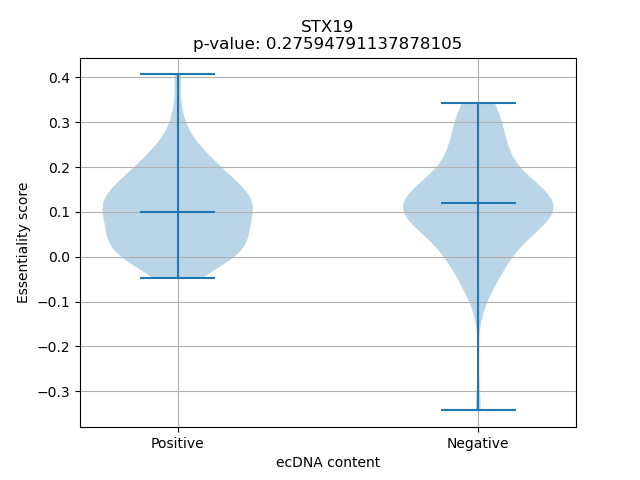 STX19
p-value: 0.27594791137878105
Essentiality score
0.4
0.3
0.2
0.1
0.0
−0.1
−0.2
−0.3
Positive
Negative
ecDNA content